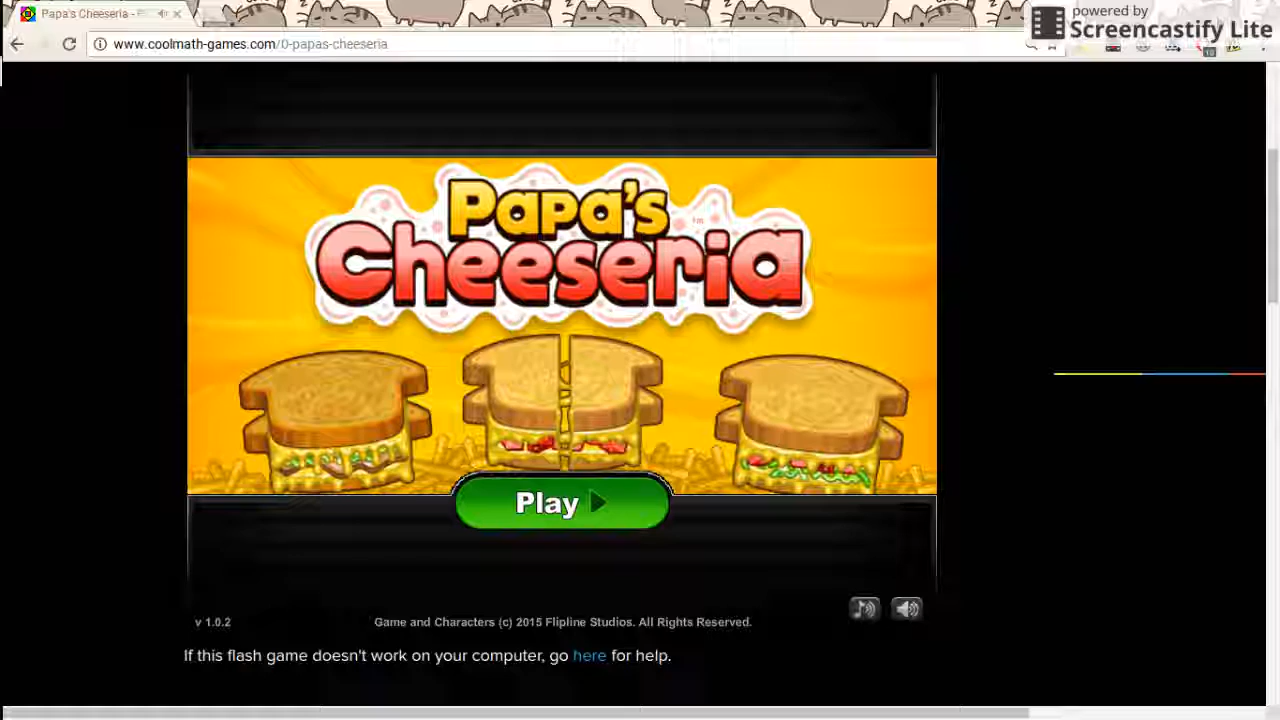 Papa's Cheeseria -
powered by
Screencastify Lite
www.coolmath-games.com/0-papas-cheeseria
Papa's
Cheeseria
TM
Play
v 1.0.2
Game and Characters (c) 2015 Flipline Studios. All Rights Reserved.
If this flash game doesn't work on your computer, go here for help.